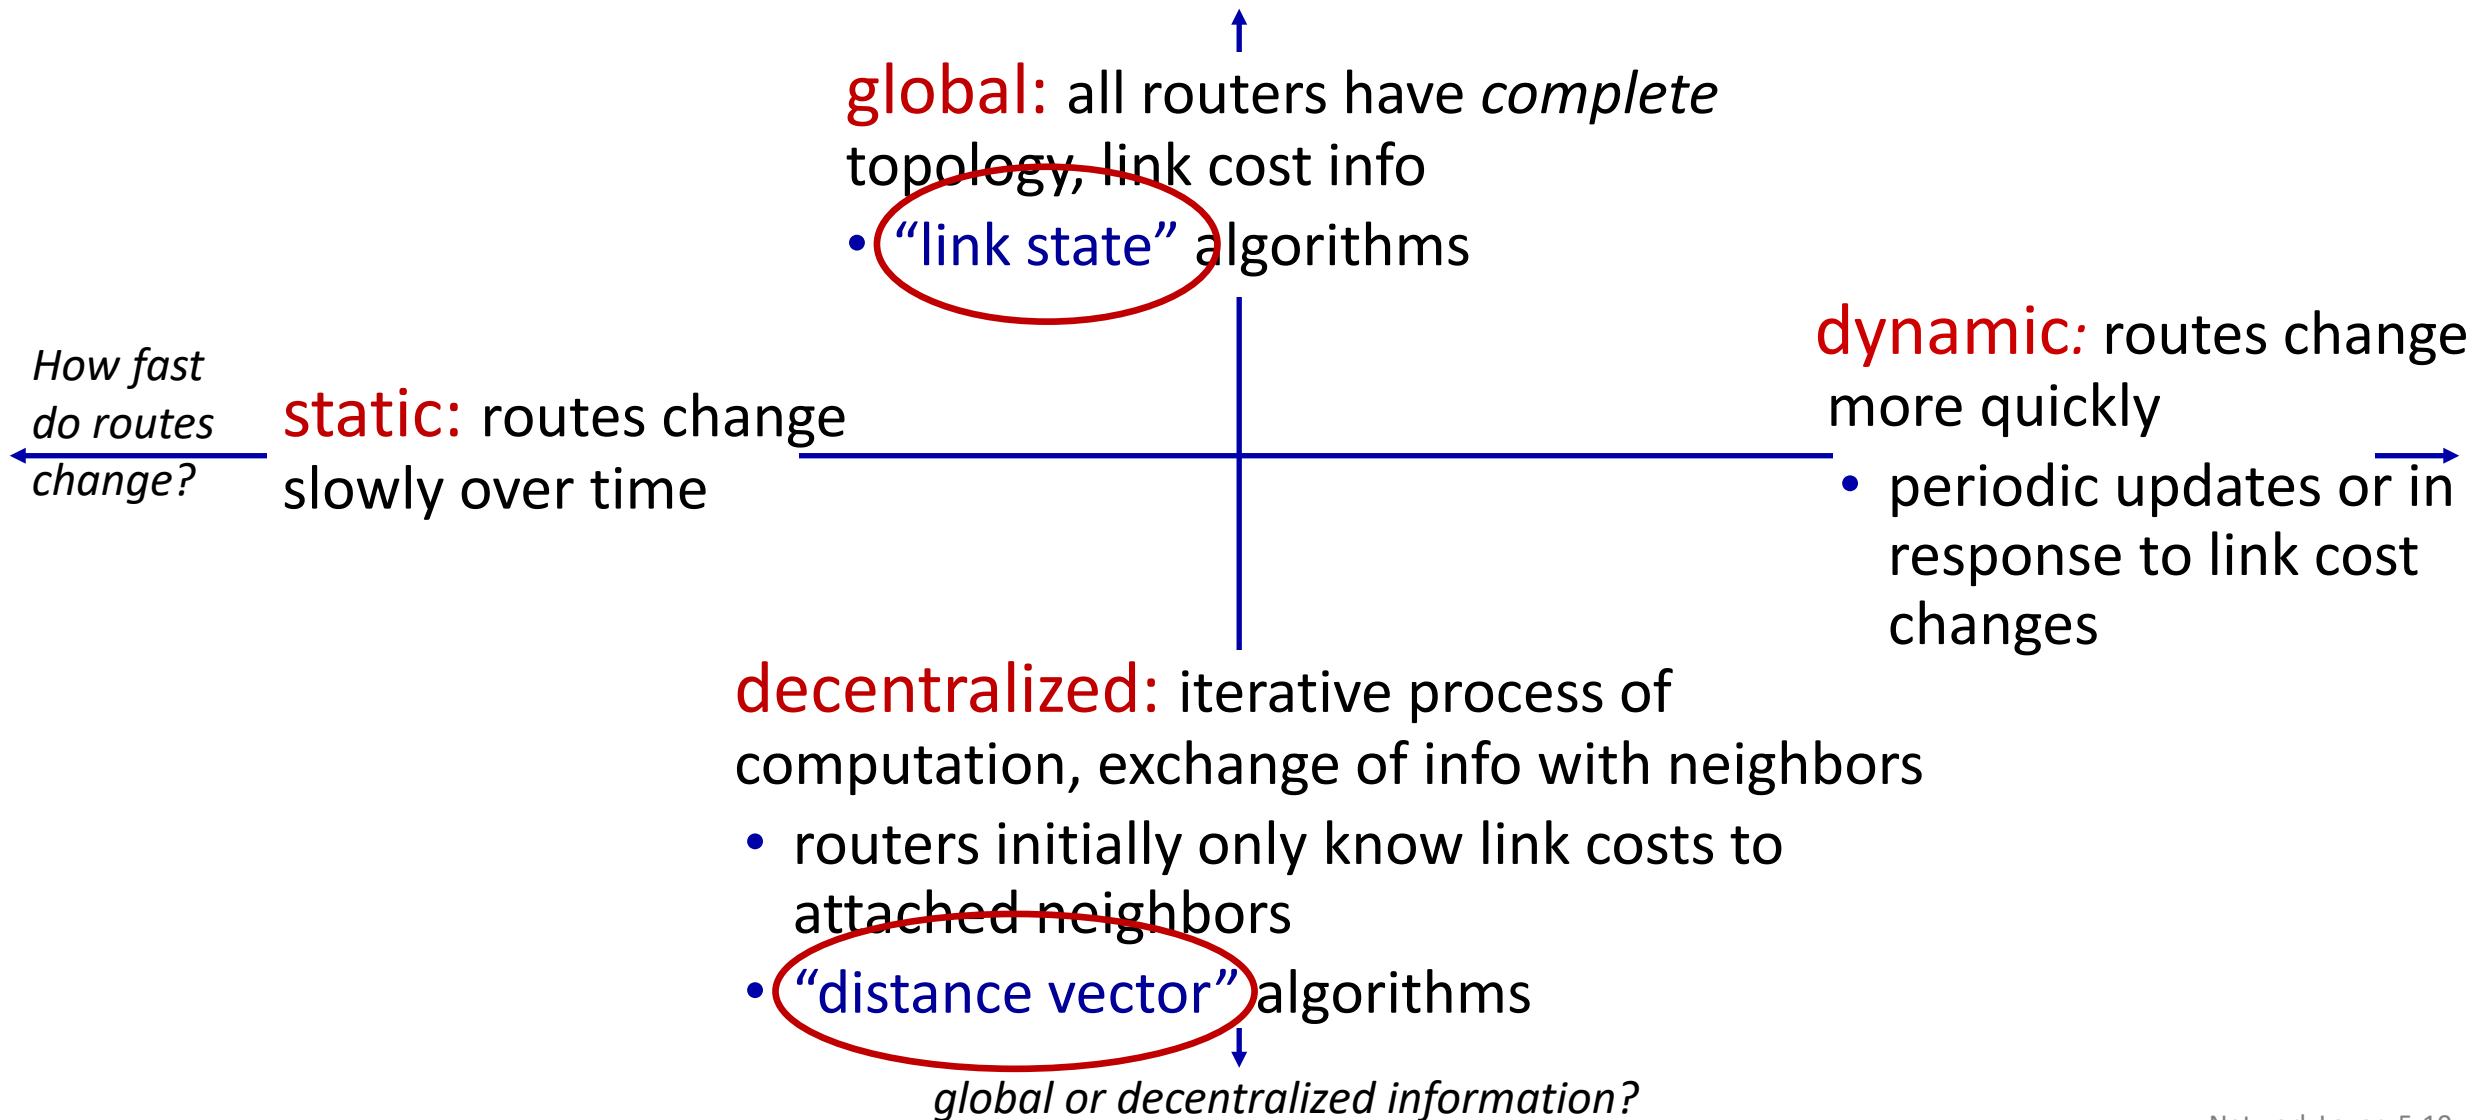 global: all routers have complete
topology, link cost info
• “link state” algorithms
How fast
do routes
change?
static: routes change
slowly over time
dynamic: routes change
more quickly
• periodic updates or in
response to link cost
changes
decentralized: iterative process of
computation, exchange of info with neighbors
• routers initially only know link costs to
attached neighbors
• “distance vector” algorithms
global or decentralized information?